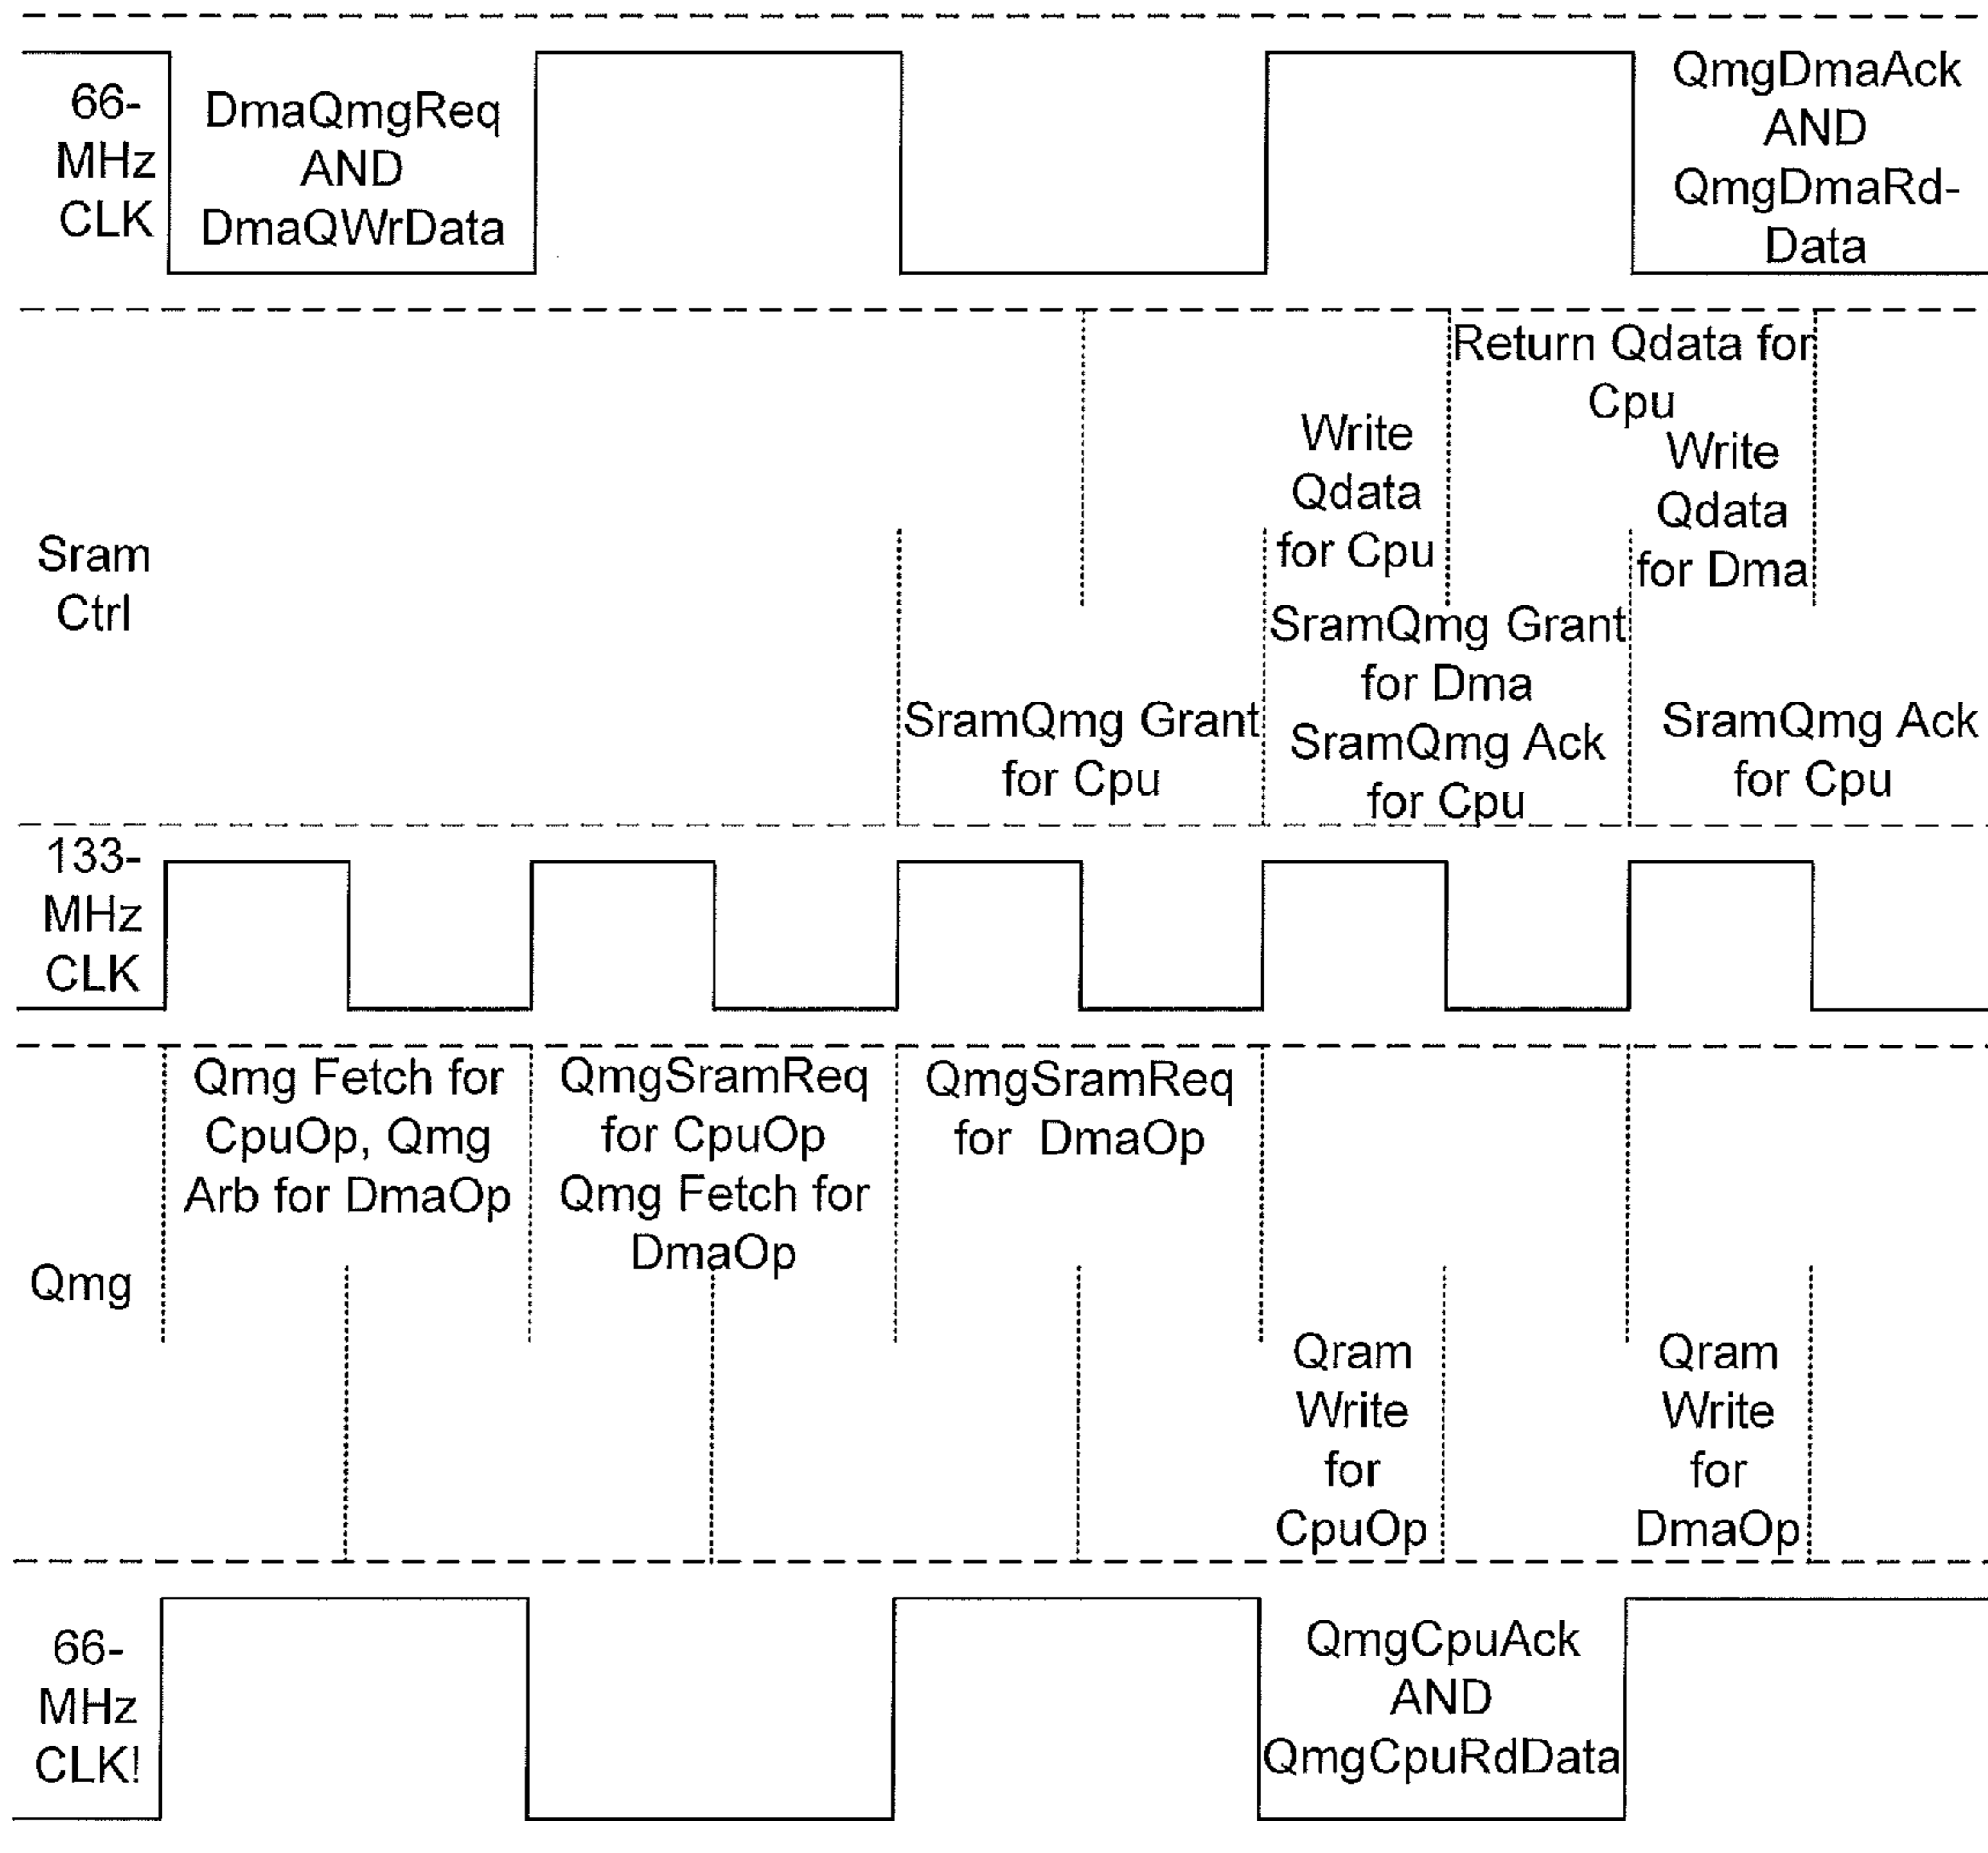 66-
MHz
CLK
DmaQmgReq
AND
DmaQWrData
QmgDmaAck
AND
QmgDmaRd-
Data
Sram
Ctrl
SramQmg Grant
for Cpu
Write
Qdata
for Cpu
SramQmg Grant
for Dma
SramQmg Ack
for Cpu
Return Qdata for
Cpu
Write
Qdata
for Dma
SramQmg Ack
for Cpu
133-
MHz
CLK
Qmg
Qmg Fetch for
CpuOp, Qmg
Arb for DmaOp
QmgSramReq
for CpuOp
Qmg Fetch for
DmaOp
QmgSramReq
for DmaOp
Qram
Write
for
CpuOp
Qram
Write
for
DmaOp
66-
MHz
CLK!
QmgCpuAck
AND
QmgCpuRdData